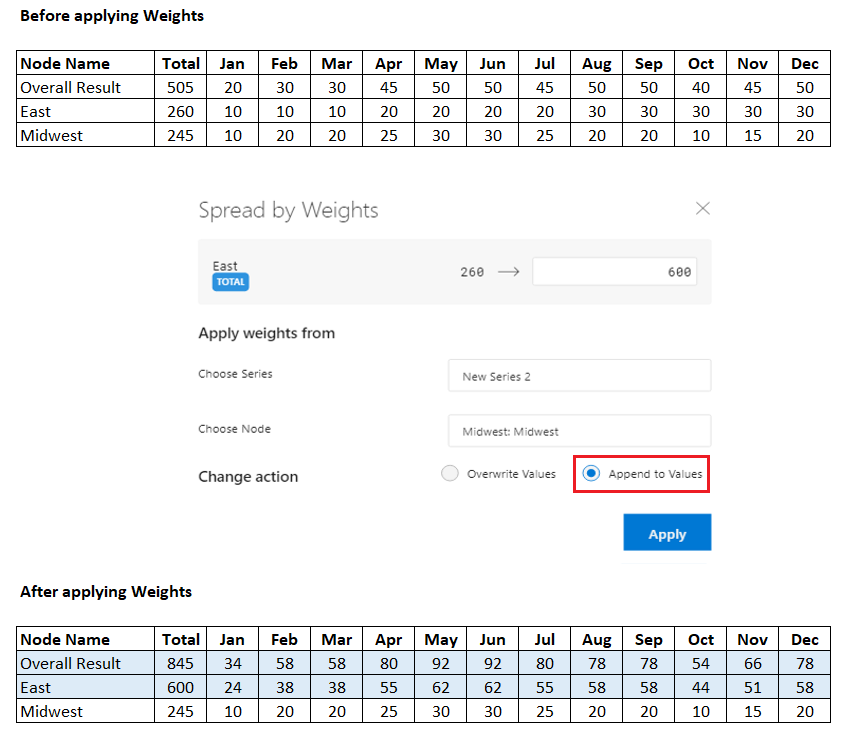 Before applying Weights
Node Name Total Jan Feb Mar Apr May Jun Jul Aug Sep Oct Nov Dec
Overall Result 505 20 30 30 45 50 50 45 50 50 40 45 50
East 260 10 10 10 20 20 20 20 30 30 30 30 30
Midwest 245 10 20 20 25 30 30 25 20 20 10 15 20
Spread by Weights
East 260 → 600
TOTAL
Apply weights from
Choose Series New Series 2
Choose Node Midwest: Midwest
Change action Overwrite Values Append to Values
Apply
After applying Weights
Node Name Total Jan Feb Mar Apr May Jun Jul Aug Sep Oct Nov Dec
Overall Result 845 34 58 58 80 92 92 80 78 78 54 66 78
East 600 24 38 38 55 62 62 55 58 58 44 51 58
Midwest 245 10 20 20 25 30 30 25 20 20 10 15 20